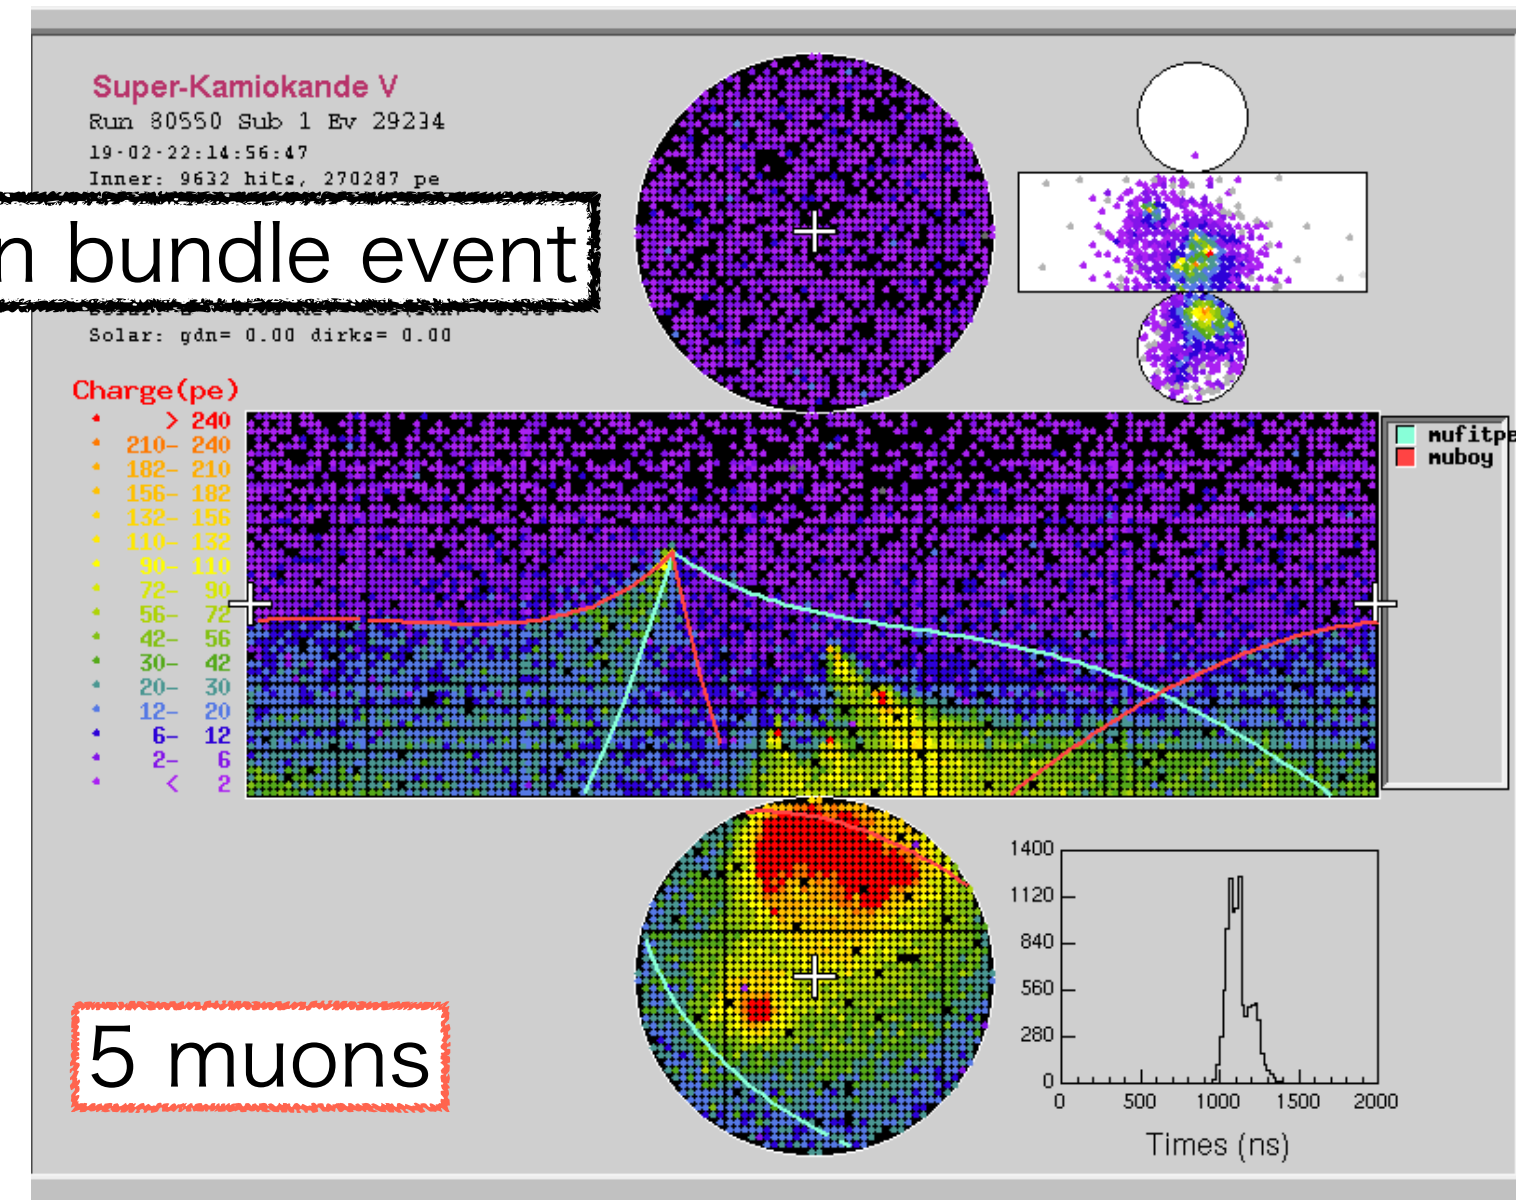 Super-Kamiokande V
Run 80550 Sub 1 Ev 29234
19-02-22:14:56:47
Inner: 9632 hits, 270287 pe
n bundle event
Solar: gdn= 0.00 dirks= 0.00
Charge(pe)
> 240
210- 240
182- 210
156- 182
132- 156
110- 132
90- 110
72- 90
56- 72
42- 56
30- 42
20- 30
12- 20
6- 12
2- 6
< 2
mufitpe
muboy
5 muons
1400
1120
840
560
280
0
0 500 1000 1500 2000
Times (ns)